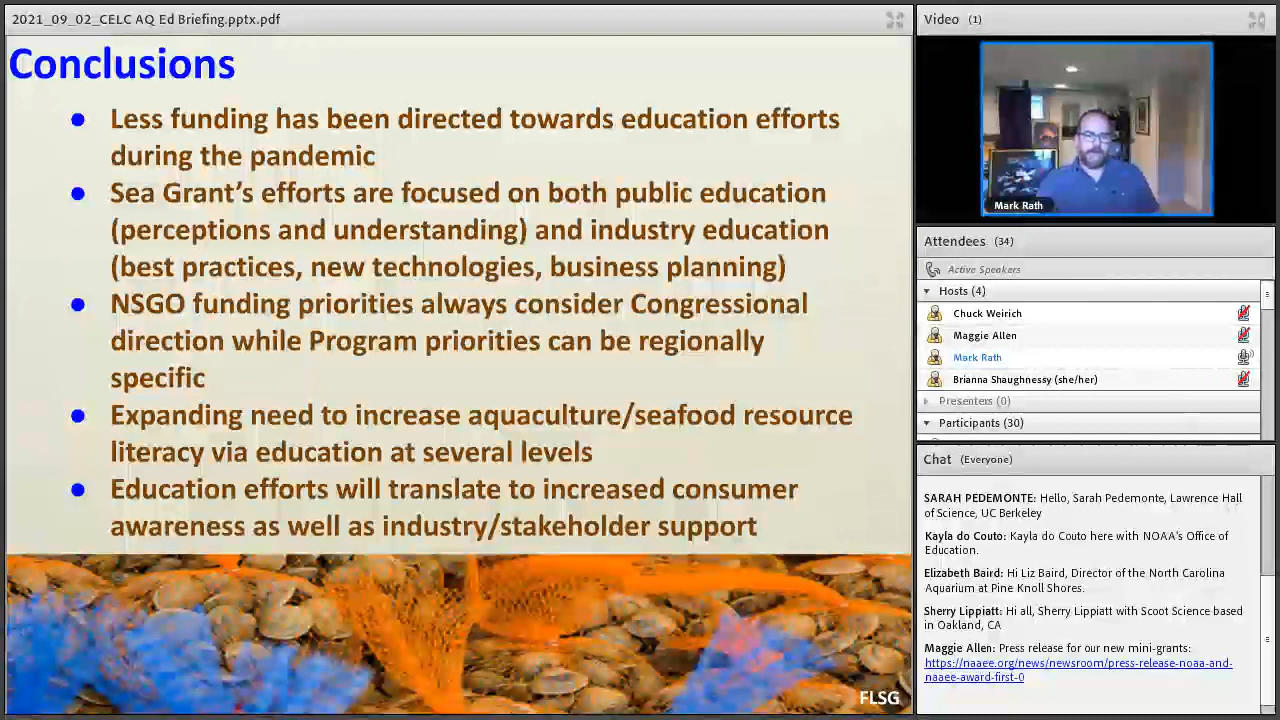 2021_09_02_CELC AQ Ed Briefing.pptx.pdf
Conclusions
● Less funding has been directed towards education efforts
during the pandemic
● Sea Grant’s efforts are focused on both public education
(perceptions and understanding) and industry education
(best practices, new technologies, business planning)
● NSGO funding priorities always consider Congressional
direction while Program priorities can be regionally
specific
● Expanding need to increase aquaculture/seafood resource
literacy via education at several levels
● Education efforts will translate to increased consumer
awareness as well as industry/stakeholder support
FLSG
Video (1)
Mark Rath
Attendees (34)
Active Speakers
Hosts (4)
Chuck Weirich
Maggie Allen
Mark Rath
Brianna Shaughnessy (she/her)
Presenters (0)
Participants (30)
Chat (Everyone)
SARAH PEDEMONTE: Hello, Sarah Pedemonte, Lawrence Hall
of Science, UC Berkeley
Kayla do Couto: Kayla do Couto here with NOAA's Office of
Education.
Elizabeth Baird: Hi Liz Baird, Director of the North Carolina
Aquarium at Pine Knoll Shores.
Sherry Lippiatt: Hi all, Sherry Lippiatt with Scoot Science based
in Oakland, CA
Maggie Allen: Press release for our new mini-grants:
https://naaee.org/news/newsroom/press-release-noaa-and-
naaee-award-first-0